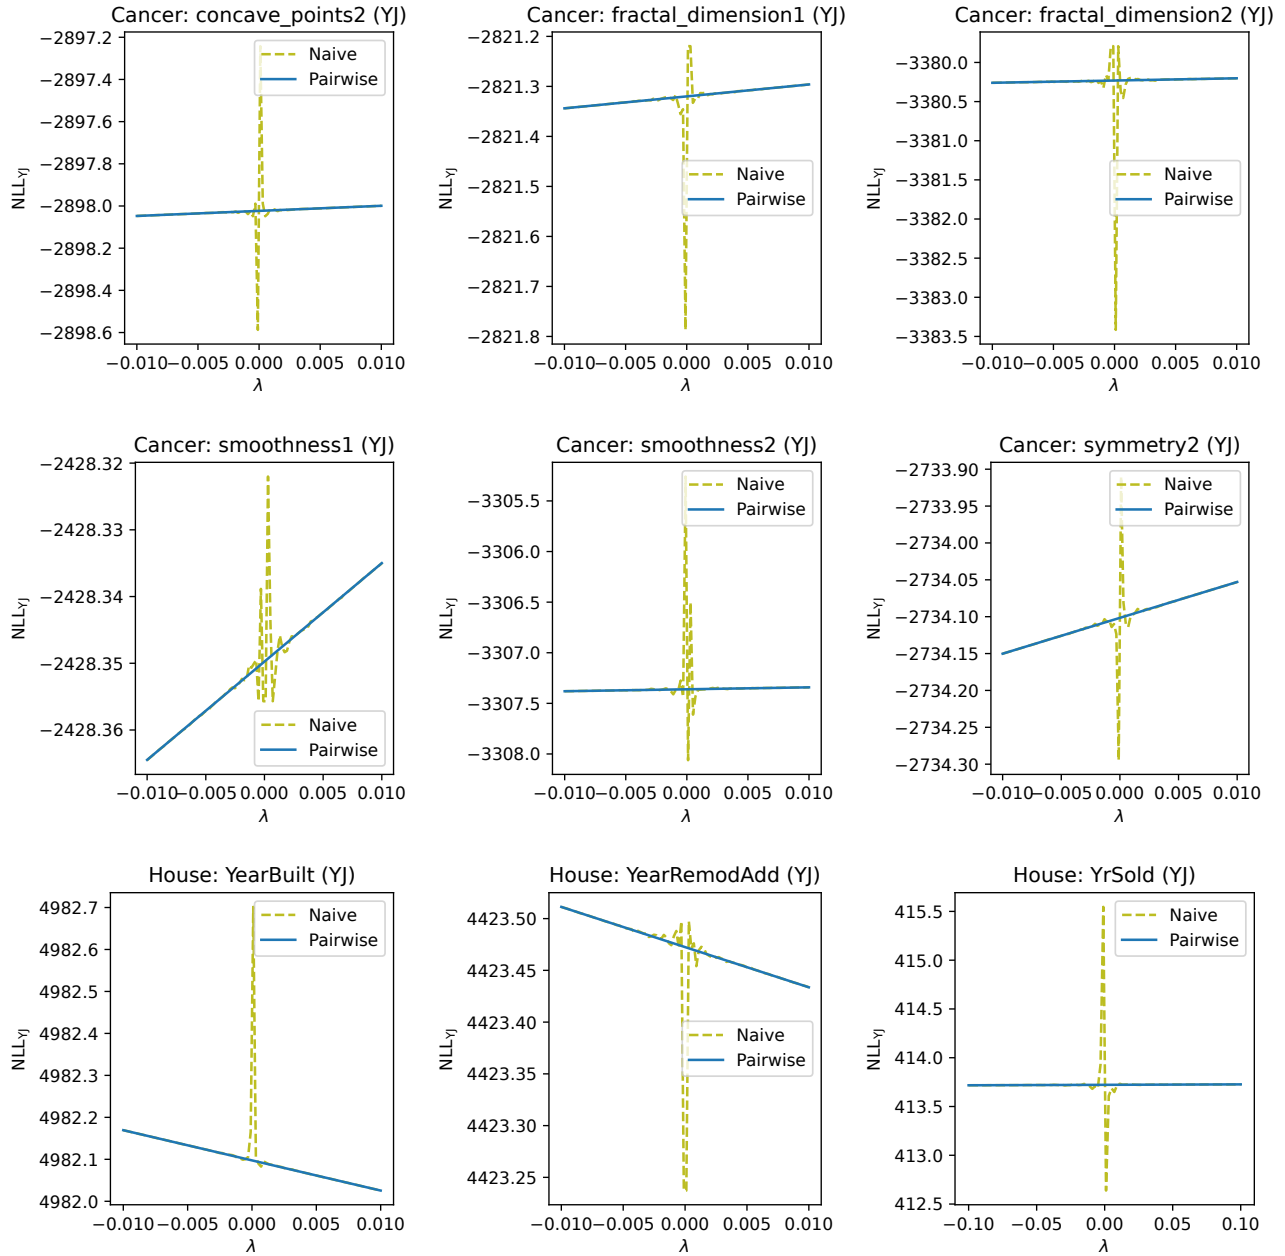 Cancer: concave_points2 (YJ)
−2897.2
−2897.4
−2897.6
−2897.8
−2898.0
−2898.2
−2898.4
−2898.6
NLL_YJ
Naive
Pairwise
−0.010
−0.005
0.000
0.005
0.010
λ
Cancer: fractal_dimension1 (YJ)
−2821.2
−2821.3
−2821.4
−2821.5
−2821.6
−2821.7
−2821.8
NLL_YJ
Naive
Pairwise
−0.010
−0.005
0.000
0.005
0.010
λ
Cancer: fractal_dimension2 (YJ)
−3380.0
−3380.5
−3381.0
−3381.5
−3382.0
−3382.5
−3383.0
−3383.5
NLL_YJ
Naive
Pairwise
−0.010
−0.005
0.000
0.005
0.010
λ
Cancer: smoothness1 (YJ)
−2428.32
−2428.33
−2428.34
−2428.35
−2428.36
NLL_YJ
Naive
Pairwise
−0.010
−0.005
0.000
0.005
0.010
λ
Cancer: smoothness2 (YJ)
−3305.5
−3306.0
−3306.5
−3307.0
−3307.5
−3308.0
NLL_YJ
Naive
Pairwise
−0.010
−0.005
0.000
0.005
0.010
λ
Cancer: symmetry2 (YJ)
−2733.90
−2733.95
−2734.00
−2734.05
−2734.10
−2734.15
−2734.20
−2734.25
−2734.30
NLL_YJ
Naive
Pairwise
−0.010
−0.005
0.000
0.005
0.010
λ
House: YearBuilt (YJ)
4982.7
4982.6
4982.5
4982.4
4982.3
4982.2
4982.1
4982.0
NLL_YJ
Naive
Pairwise
−0.010
−0.005
0.000
0.005
0.010
λ
House: YearRemodAdd (YJ)
4423.50
4423.45
4423.40
4423.35
4423.30
4423.25
NLL_YJ
Naive
Pairwise
−0.010
−0.005
0.000
0.005
0.010
λ
House: YrSold (YJ)
415.5
415.0
414.5
414.0
413.5
413.0
412.5
NLL_YJ
Naive
Pairwise
−0.10
−0.05
0.00
0.05
0.10
λ